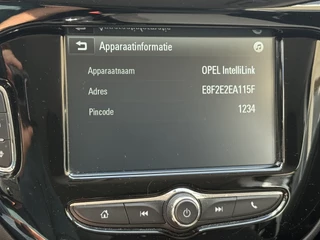 Apparaatinformatie
Apparaatnaam OPEL IntelliLink
Adres E8F2E2EA115F
Pincode 1234